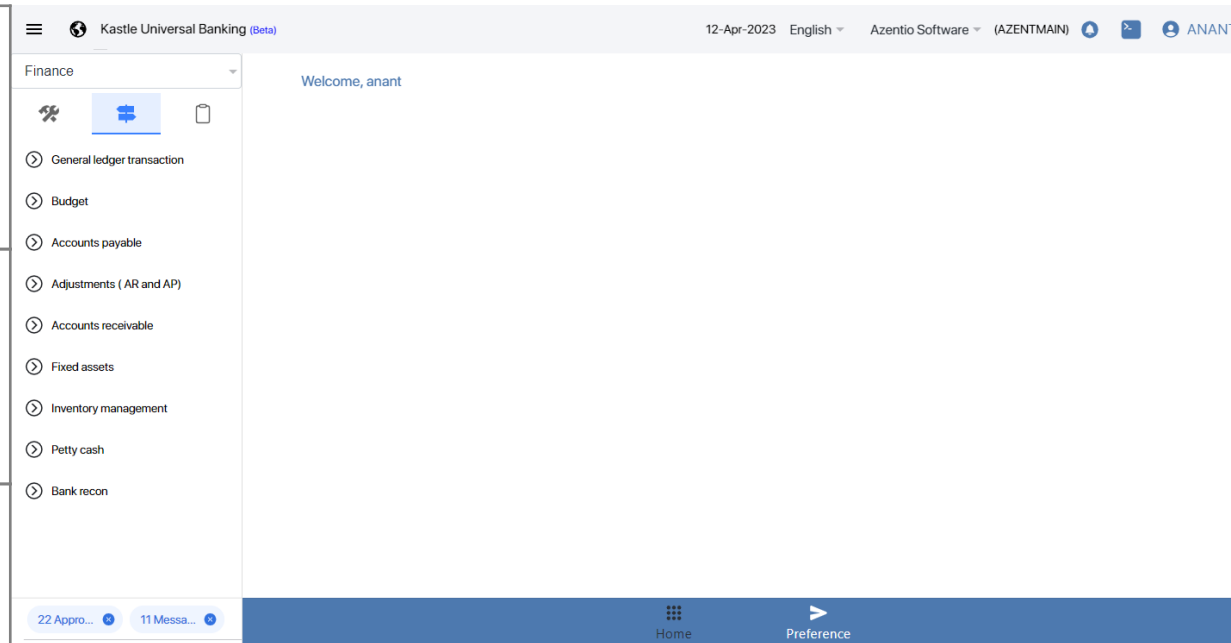 Kastle Universal Banking (Beta) 12-Apr-2023 English Azentio Software (AZENTMAIN) ANANT
Finance
Welcome, anant
General ledger transaction
Budget
Accounts payable
Adjustments ( AR and AP)
Accounts receivable
Fixed assets
Inventory management
Petty cash
Bank recon
22 Appro... 11 Messa...
Home Preference